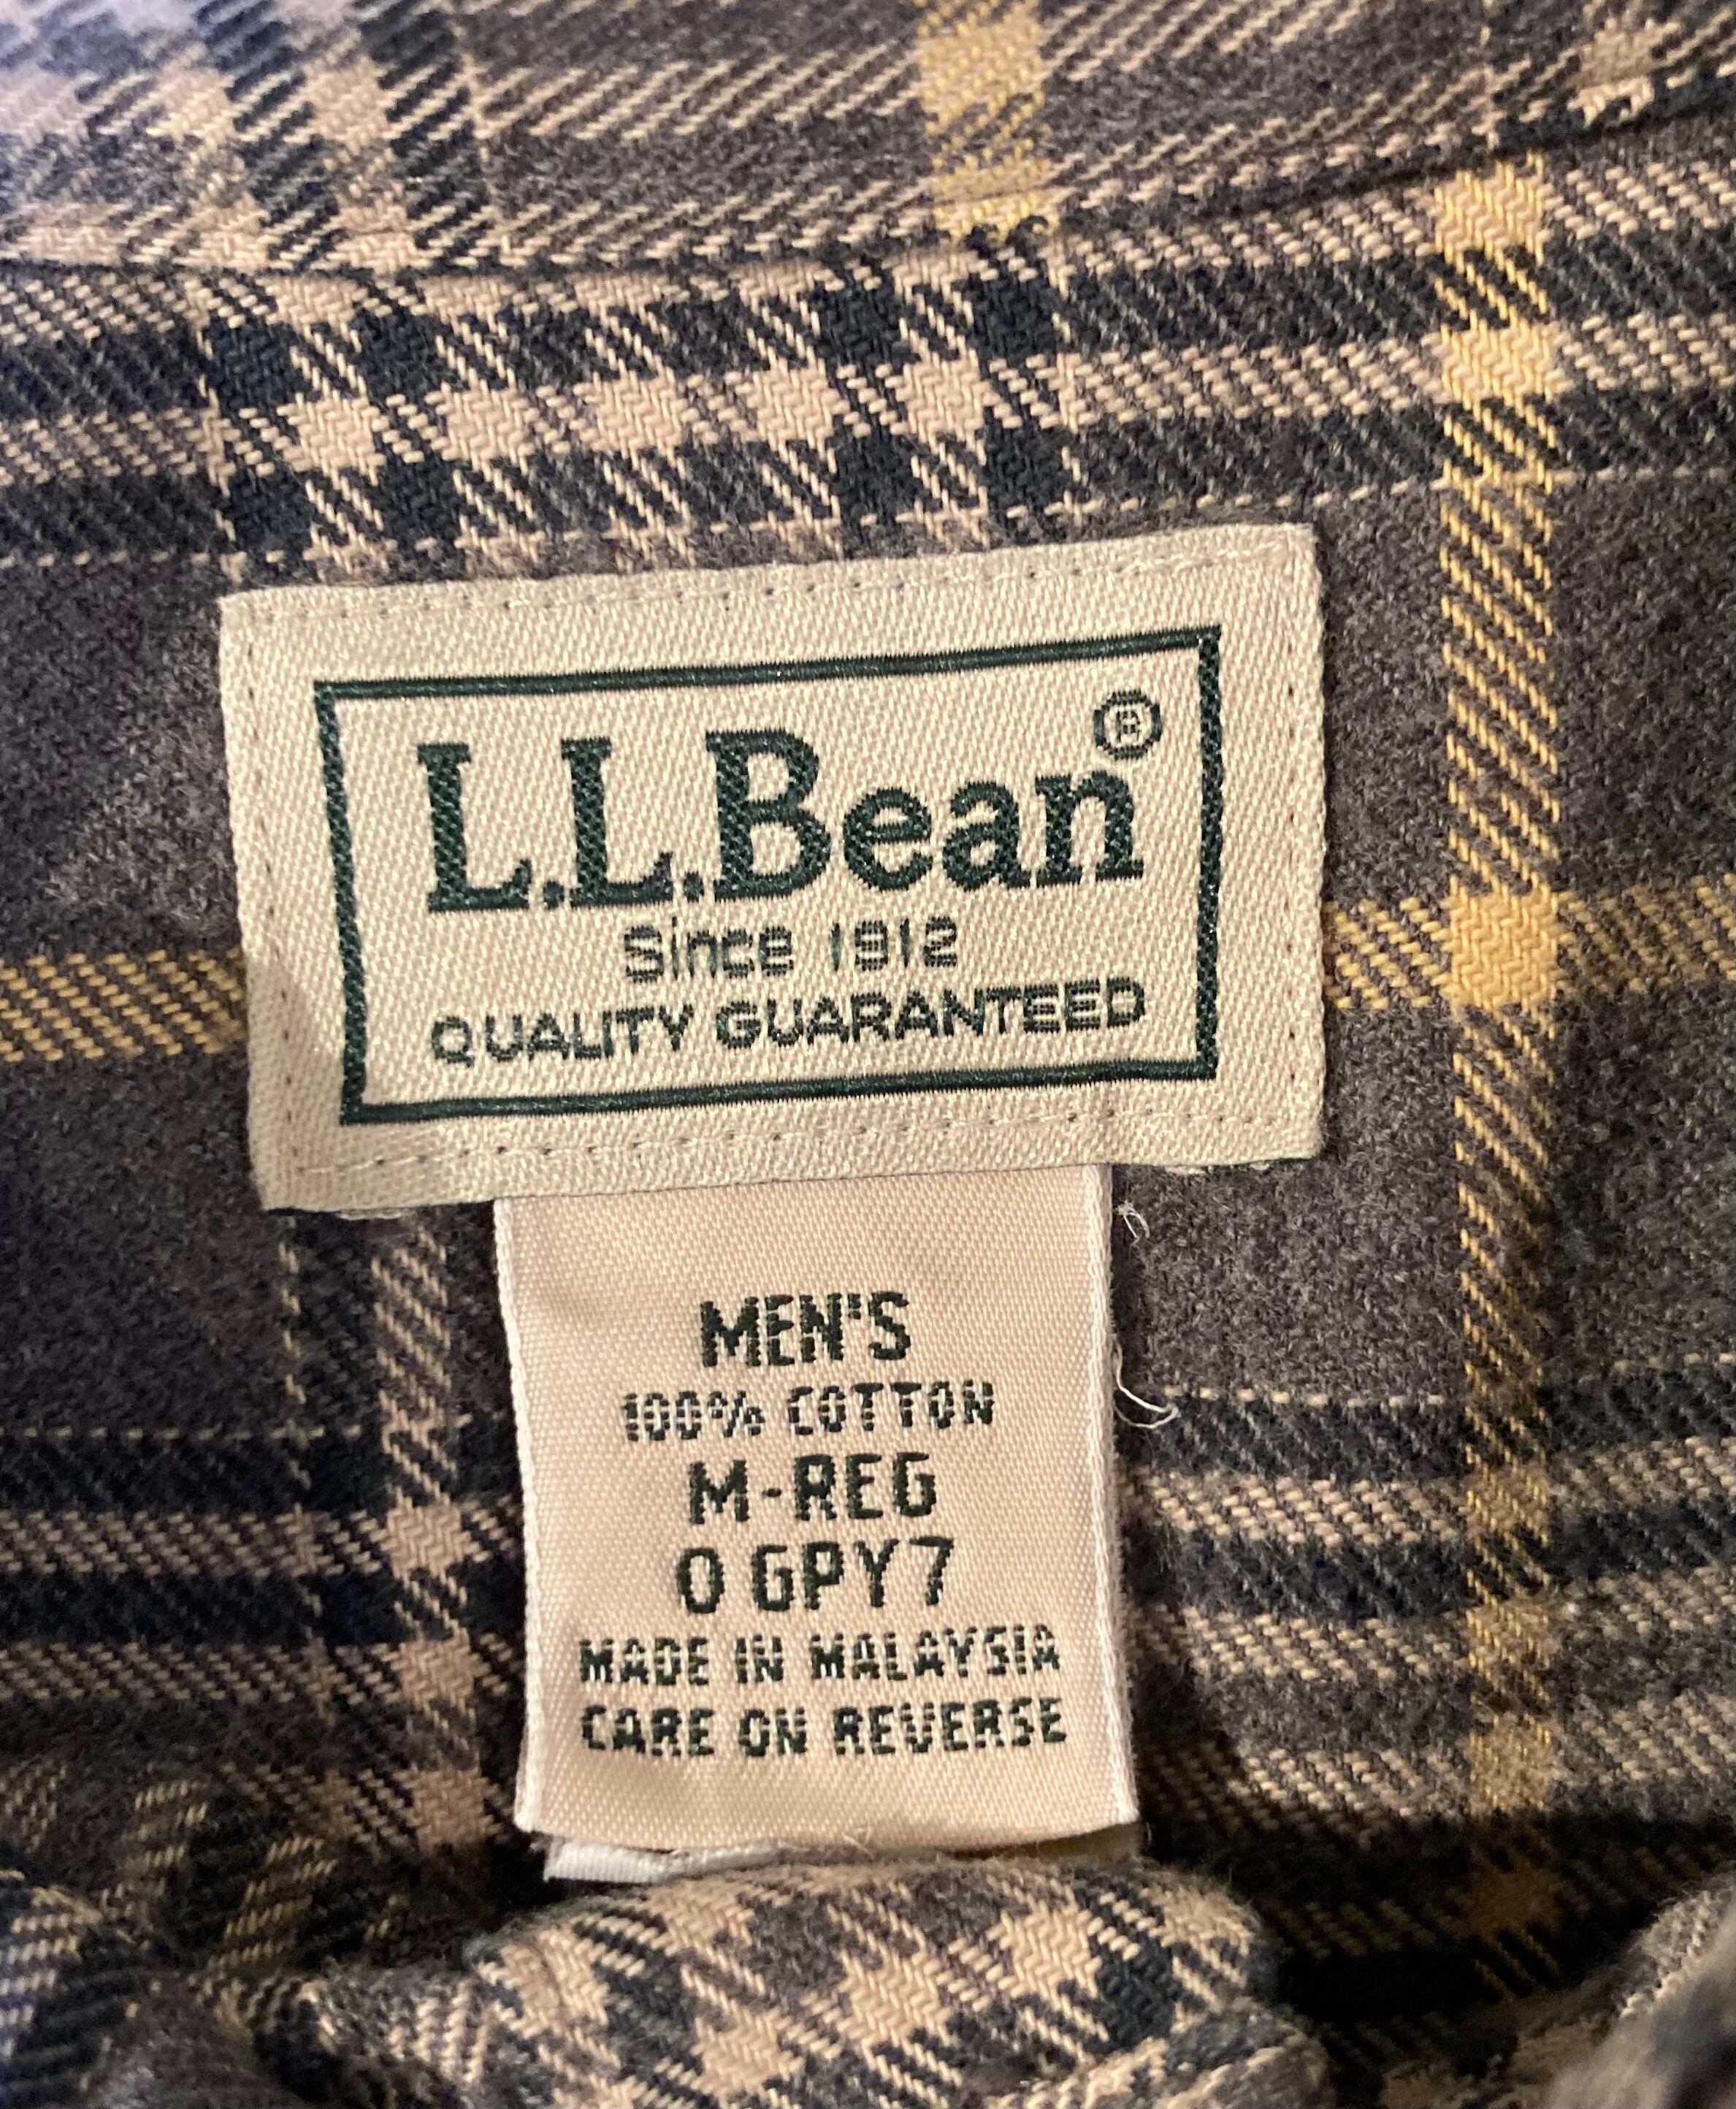 L.L.Bean®
Since 1912
QUALITY GUARANTEED
MEN'S
100% COTTON
M-REG
0 GPY7
MADE IN MALAYSIA
CARE ON REVERSE